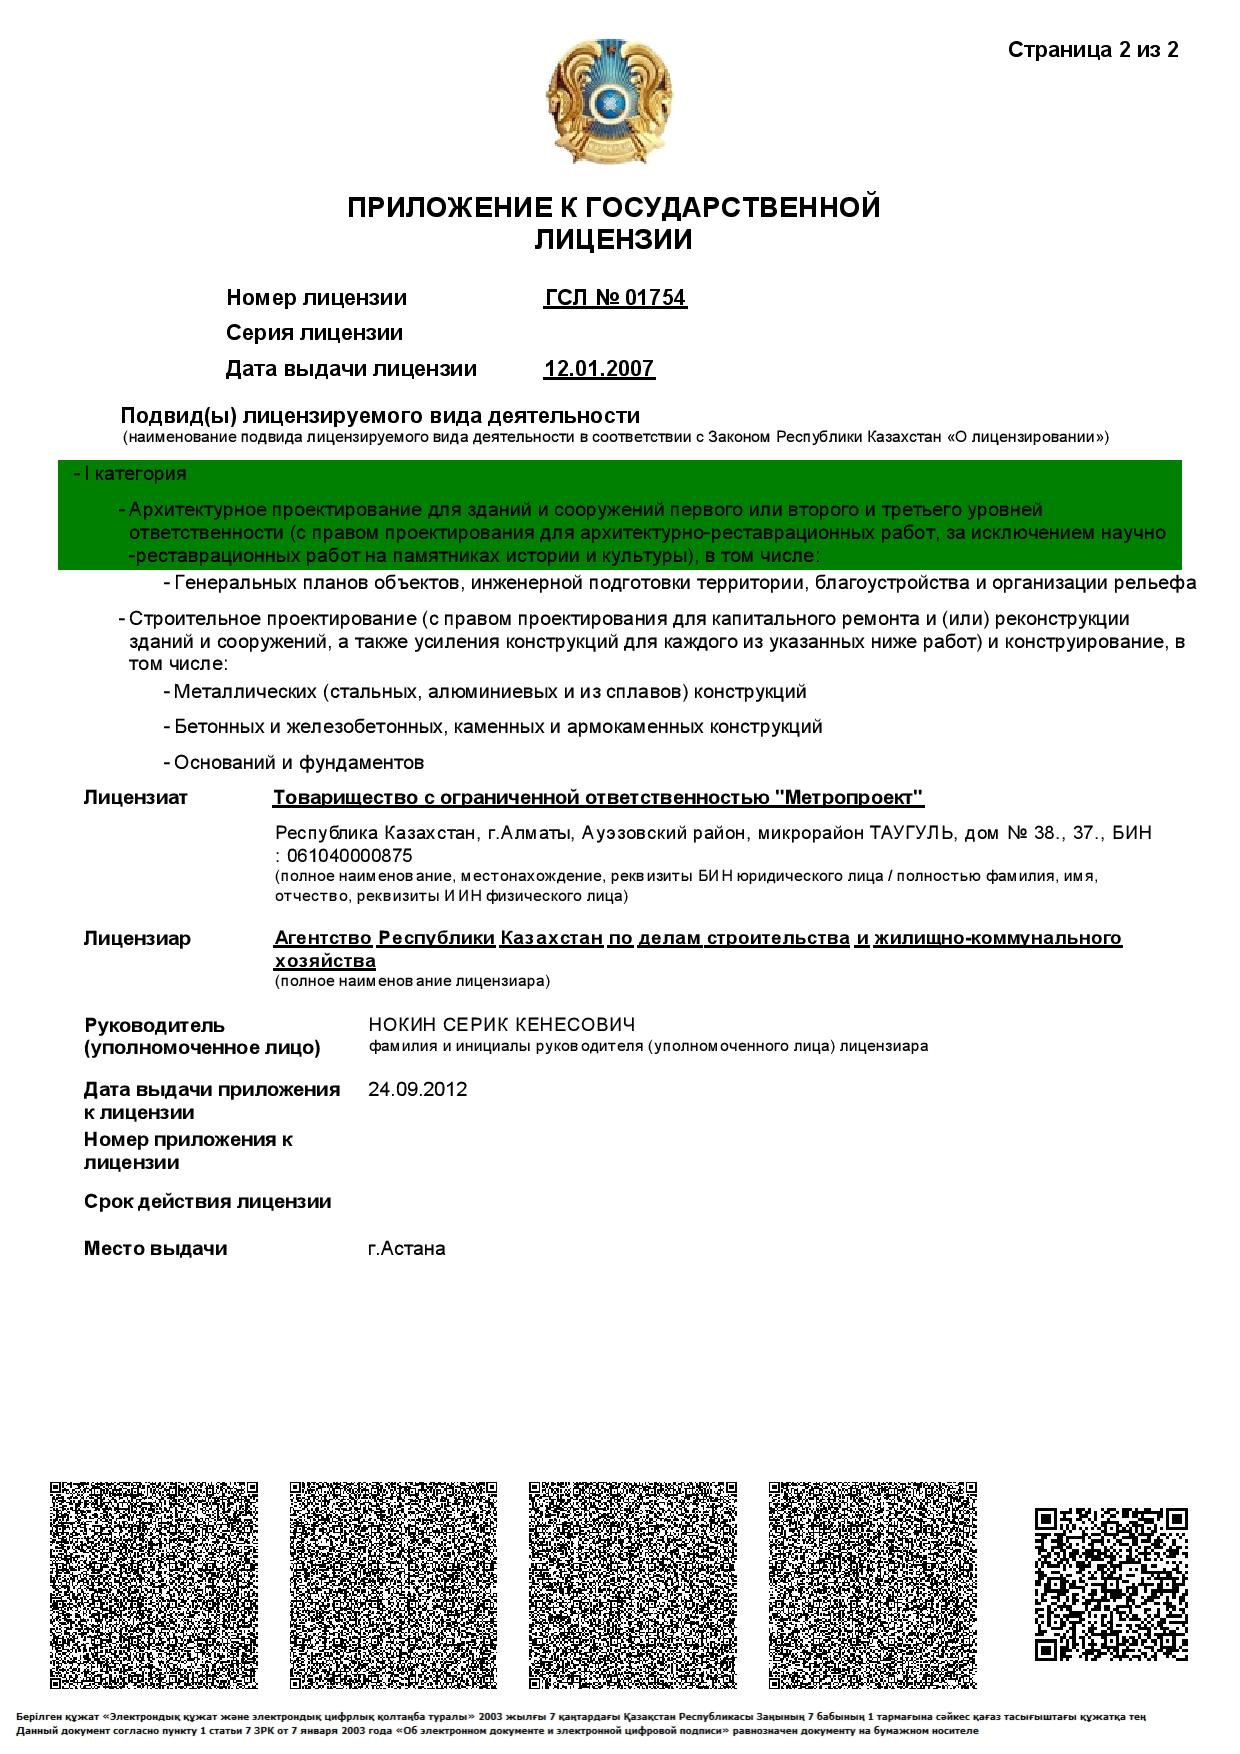 Страница 2 из 2
ПРИЛОЖЕНИЕ К ГОСУДАРСТВЕННОЙ
ЛИЦЕНЗИИ
Номер лицензии ГСЛ № 01754
Серия лицензии
Дата выдачи лицензии 12.01.2007
Подвид(ы) лицензируемого вида деятельности
(наименование подвида лицензируемого вида деятельности в соответствии с Законом Республики Казахстан «О лицензировании»)
- I категория
- Архитектурное проектирование для зданий и сооружений первого или второго и третьего уровней
ответственности (с правом проектирования для архитектурно-реставрационных работ, за исключением научно
-реставрационных работ на памятниках истории и культуры), в том числе:
- Генеральных планов объектов, инженерной подготовки территории, благоустройства и организации рельефа
- Строительное проектирование (с правом проектирования для капитального ремонта и (или) реконструкции
зданий и сооружений, а также усиления конструкций для каждого из указанных ниже работ) и конструирование, в
том числе:
- Металлических (стальных, алюминиевых и из сплавов) конструкций
- Бетонных и железобетонных, каменных и армокаменных конструкций
- Оснований и фундаментов
Лицензиат Товарищество с ограниченной ответственностью "Метропроект"
Республика Казахстан, г.Алматы, Ауэзовский район, микрорайон ТАУГУЛЬ, дом № 38., 37., БИН
: 061040000875
(полное наименование, местонахождение, реквизиты БИН юридического лица / полностью фамилия, имя,
отчество, реквизиты ИИН физического лица)
Лицензиар Агентство Республики Казахстан по делам строительства и жилищно-коммунального
хозяйства
(полное наименование лицензиара)
Руководитель НОКИН СЕРИК КЕНЕСОВИЧ
(уполномоченное лицо) фамилия и инициалы руководителя (уполномоченного лица) лицензиара
Дата выдачи приложения 24.09.2012
к лицензии
Номер приложения к
лицензии
Срок действия лицензии
Место выдачи г.Астана
Берілген құжат «Электрондық құжат және электрондық цифрлық қолтаңба туралы» 2003 жылғы 7 қаңтардағы Қазақстан Республикасы Заңының 7 бабының 1 тармағына сәйкес қағаз тасығыштағы құжатқа тең
Данный документ согласно пункту 1 статьи 7 ЗРК от 7 января 2003 года «Об электронном документе и электронной цифровой подписи» равнозначен документу на бумажном носителе